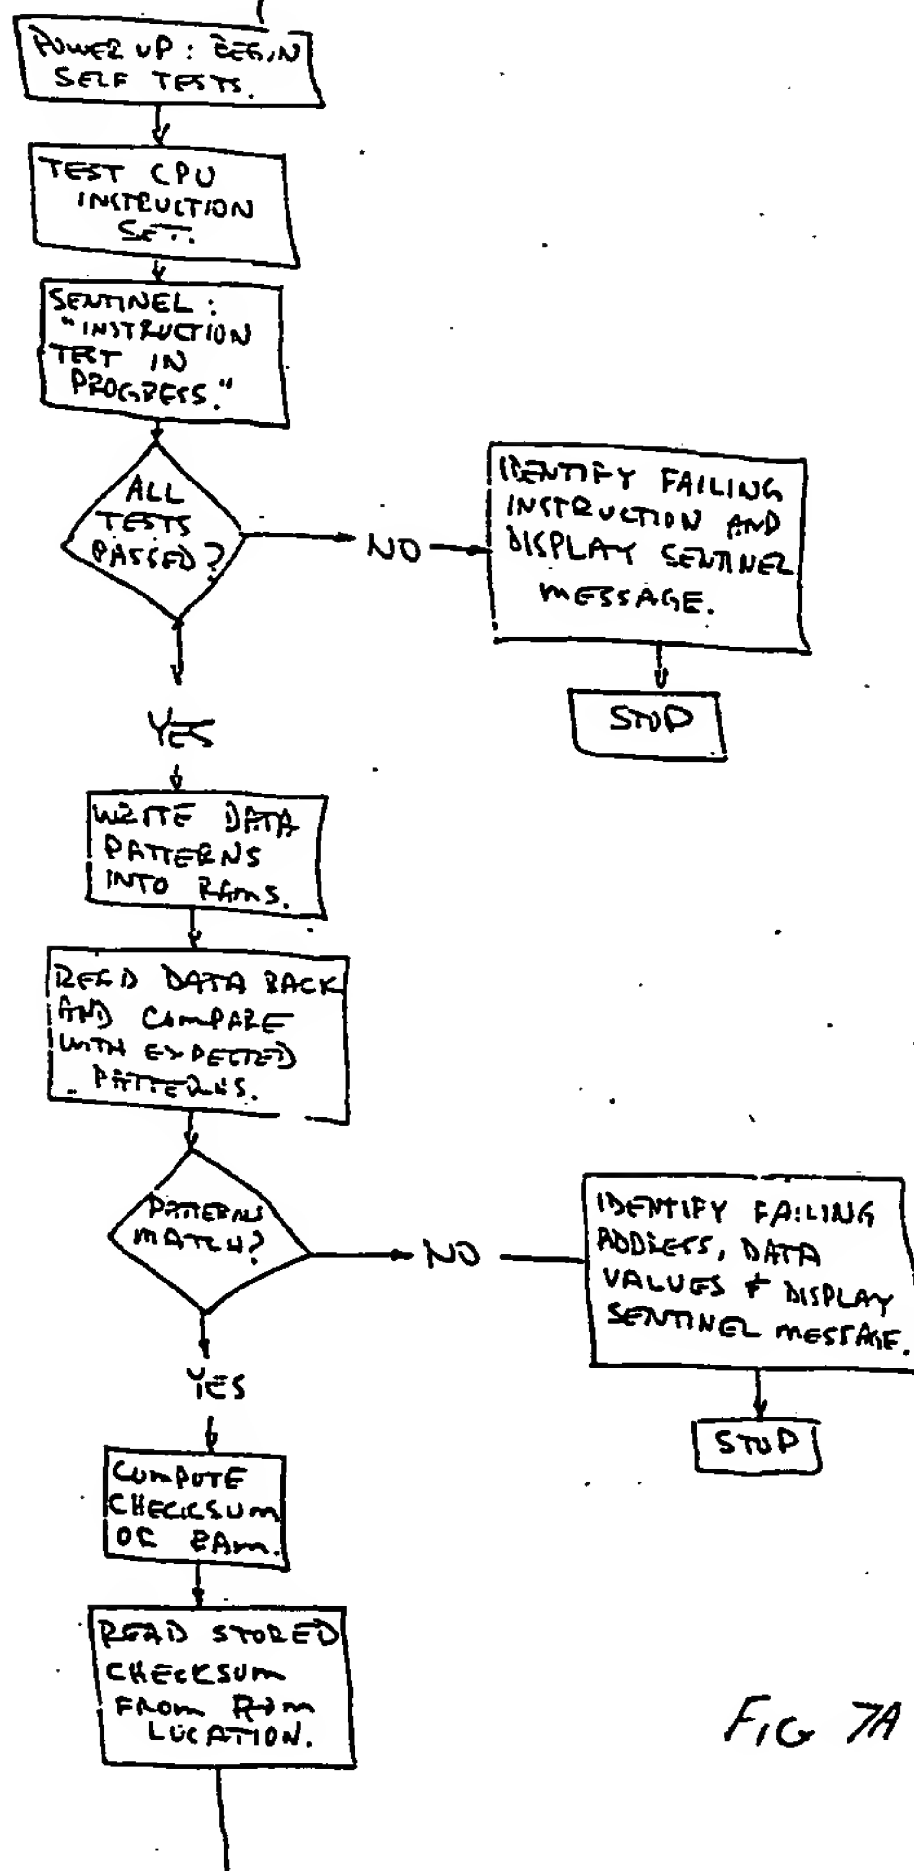 POWER UP : BEGIN
SELF TESTS.
TEST CPU
INSTRUCTION
SET.
SENTINEL :
"INSTRUCTION
TEST IN
PROGRESS."
ALL
TESTS
PASSED?
NO
IDENTIFY FAILING
INSTRUCTION AND
DISPLAY SENTINEL
MESSAGE.
STOP
YES
WRITE DATA
PATTERNS
INTO RAMS.
READ DATA BACK
AND COMPARE
WITH EXPECTED
PATTERNS.
PATTERNS
MATCH?
NO
IDENTIFY FAILING
ADDRESS, DATA
VALUES & DISPLAY
SENTINEL MESSAGE.
STOP
YES
COMPUTE
CHECKSUM
OF RAM.
READ STORED
CHECKSUM
FROM
LOCATION.
FIG 7A